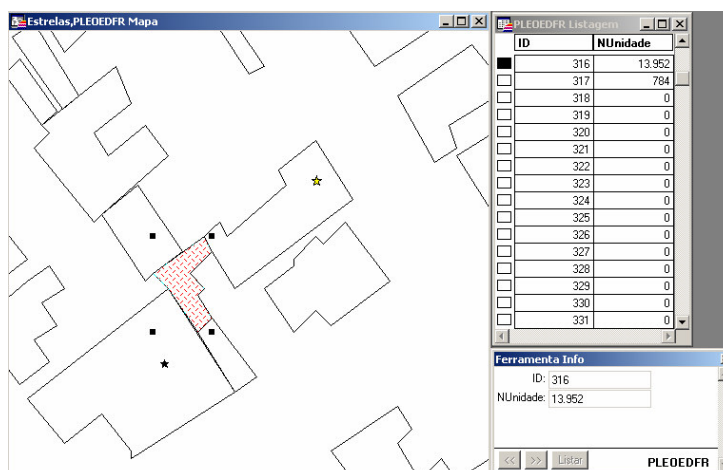 Estrelas,PLEOEDFR Mapa
PLEOEDFR Listagem
ID NUnidade
316 13.952
317 784
318 0
319 0
320 0
321 0
322 0
323 0
324 0
325 0
326 0
327 0
328 0
329 0
330 0
331 0
Ferramenta Info
ID: 316
NUnidade: 13.952
<< >> Listar PLEOEDFR